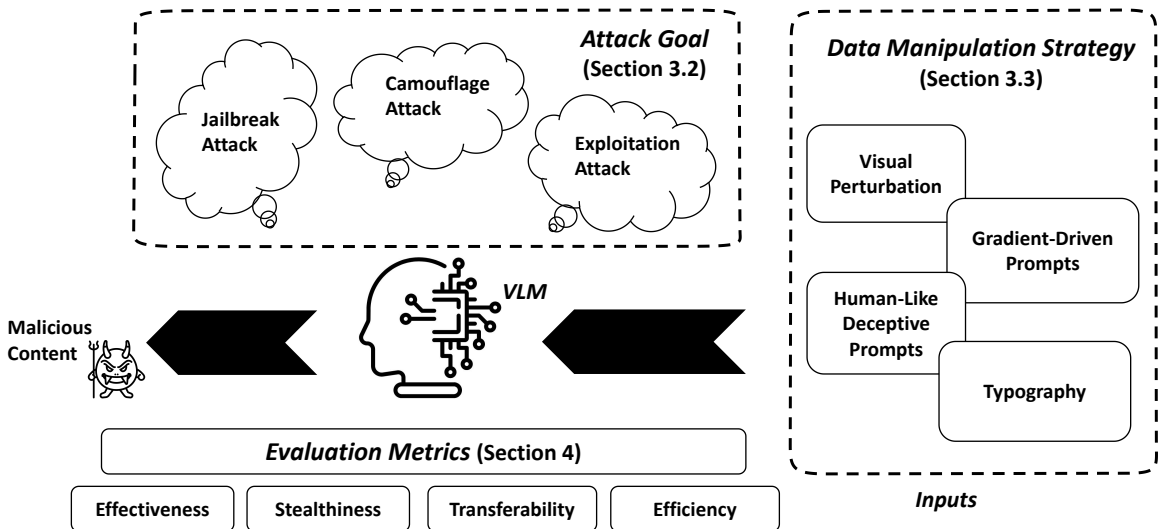 Attack Goal
(Section 3.2)
Jailbreak
Attack
Camouflage
Attack
Exploitation
Attack
Data Manipulation Strategy
(Section 3.3)
Visual
Perturbation
Gradient-Driven
Prompts
Human-Like
Deceptive
Prompts
Typography
Inputs
VLM
Malicious
Content
Evaluation Metrics (Section 4)
Effectiveness
Stealthiness
Transferability
Efficiency